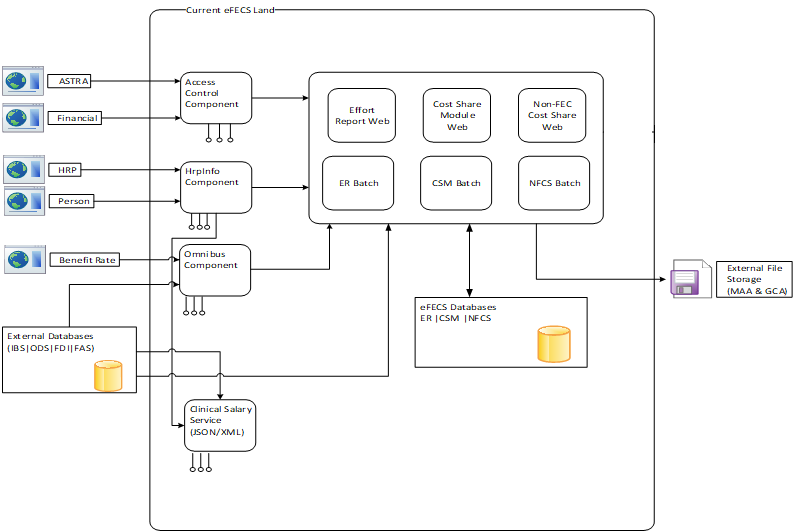 Current eFECS Land
ASTRA
Financial
HRP
Person
Benefit Rate
External Databases
(IBS|ODS|FDI|FAS)
Access
Control
Component
HrpInfo
Component
Omnibus
Component
Clinical Salary
Service
(JSON/XML)
Effort
Report Web
Cost Share
Module
Web
Non-FEC
Cost Share
Web
ER Batch
CSM Batch
NFCS Batch
eFECS Databases
ER |CSM |NFCS
External File
Storage
(MAA & GCA)